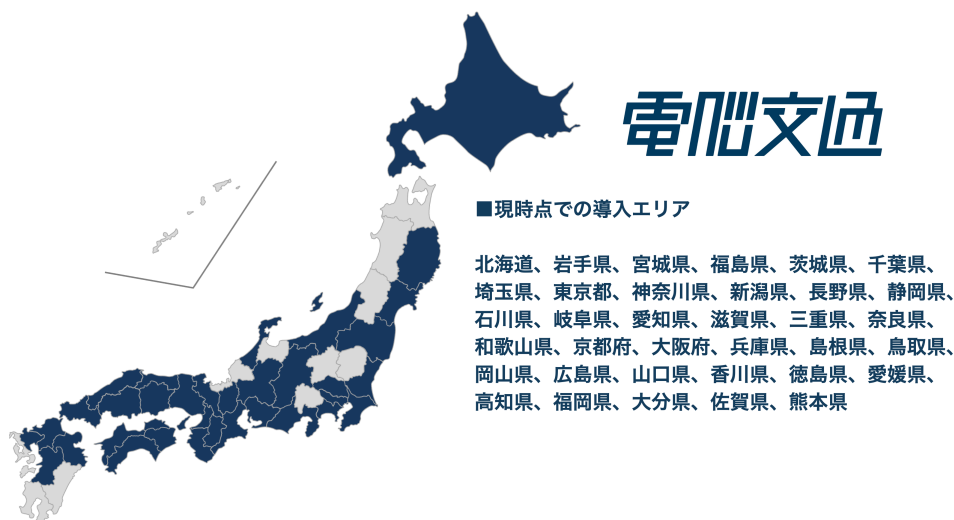 電脳交通
■現時点での導入エリア
北海道、岩手県、宮城県、福島県、茨城県、千葉県、
埼玉県、東京都、神奈川県、新潟県、長野県、静岡県、
石川県、岐阜県、愛知県、滋賀県、三重県、奈良県、
和歌山県、京都府、大阪府、兵庫県、島根県、鳥取県、
岡山県、広島県、山口県、香川県、徳島県、愛媛県、
高知県、福岡県、大分県、佐賀県、熊本県